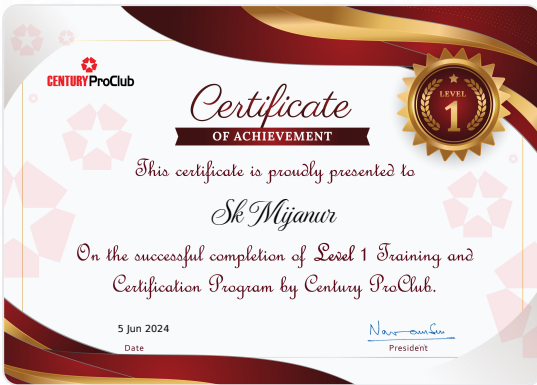 CENTURY ProClub
LEVEL
1
Certificate
OF ACHIEVEMENT
This certificate is proudly presented to
Sk Mijanur
On the successful completion of Level 1 Training and
Certification Program by Century ProClub.
5 Jun 2024
Date
President